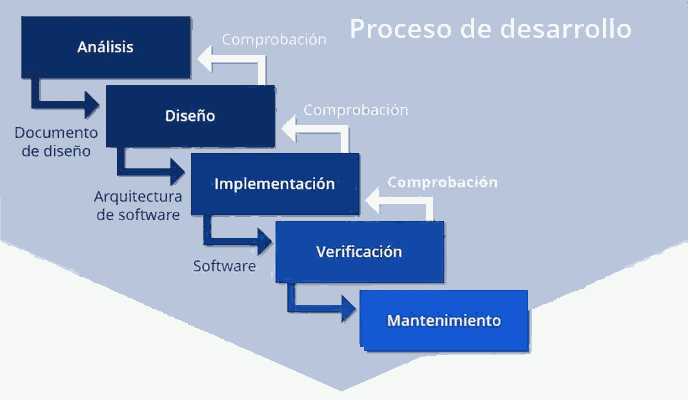 Proceso de desarrollo
Comprobación
Análisis
Comprobación
Diseño
Documento
de diseño
Comprobación
Implementación
Arquitectura
de software
Verificación
Software
Mantenimiento